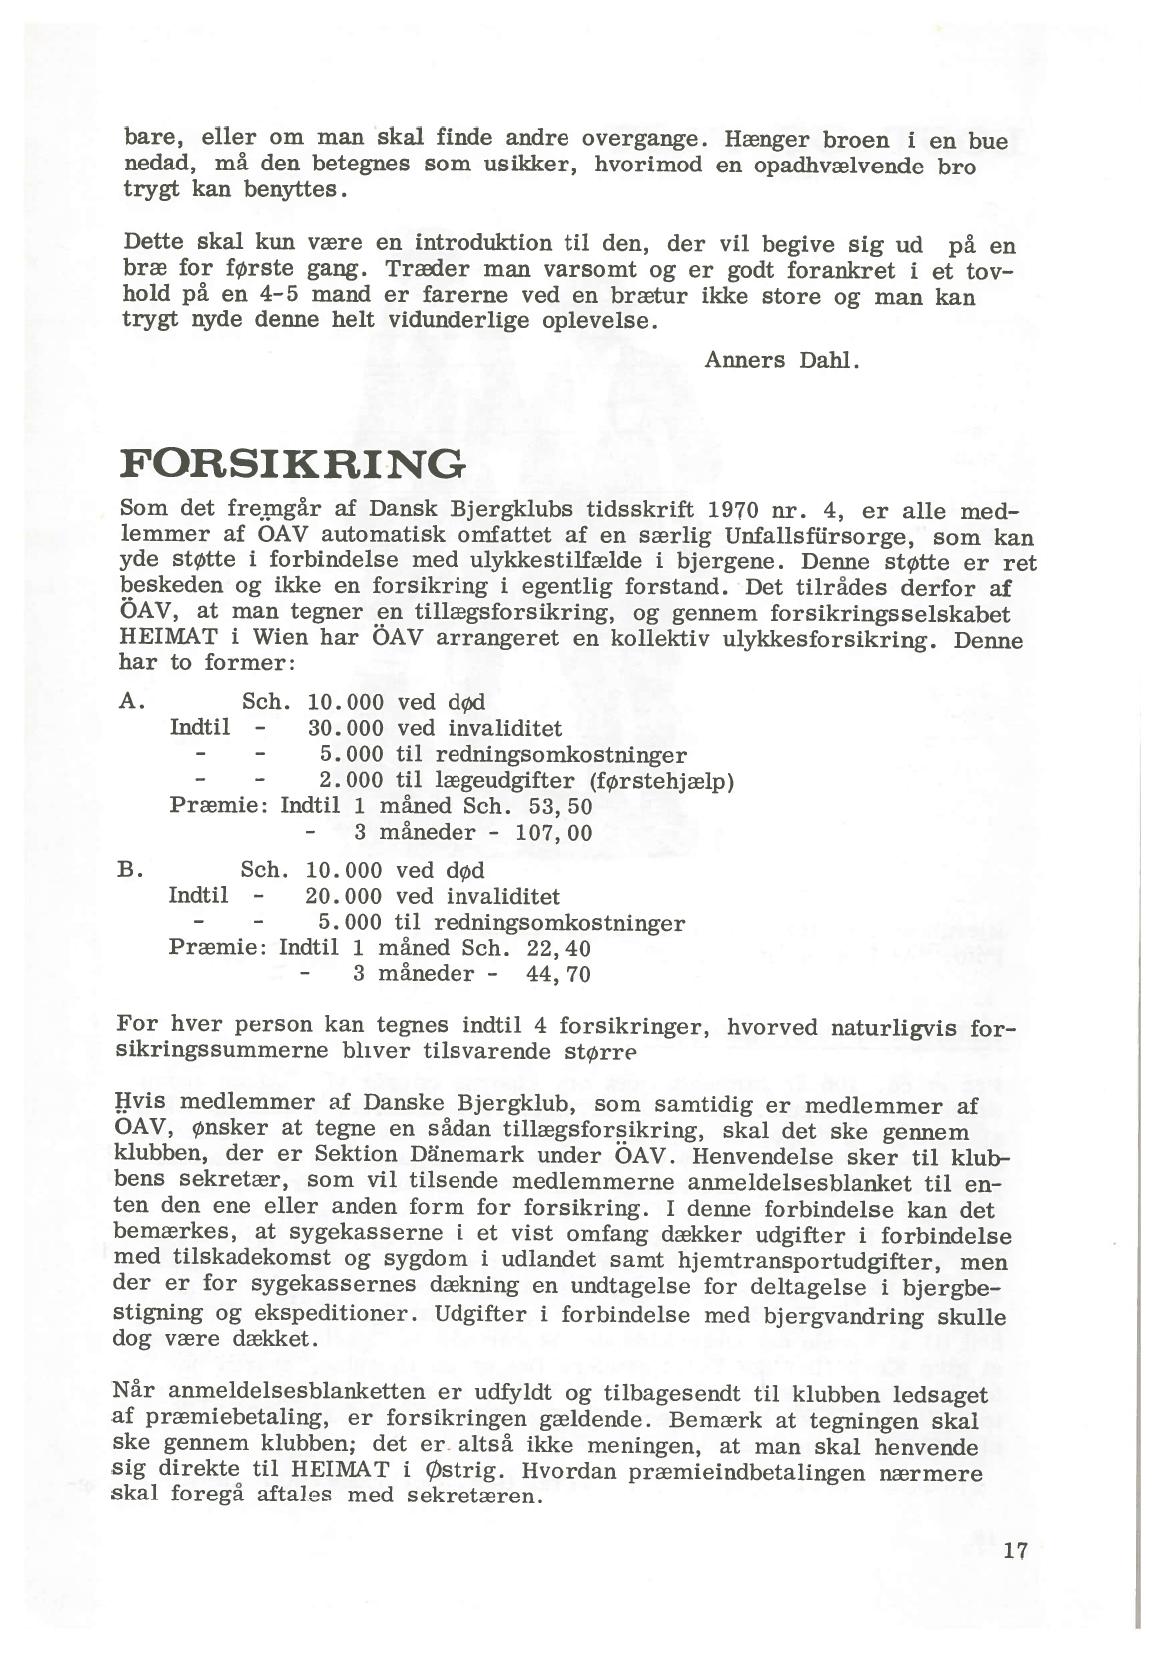 bare, eller om man skal finde andre overgange. Hænger broen i en bue
nedad, må den betegnes som usikker, hvorimod en opadhvælvende bro
trygt kan benyttes.
Dette skal kun være en introduktion til den, der vil begive sig ud på en
bræ for første gang. Træder man varsomt og er godt forankret i et tov-
hold på en 4-5 mand er farerne ved en brætur ikke store og man kan
trygt nyde denne helt vidunderlige oplevelse.
Anners Dahl.
FORSIKRING
Som det fremgår af Dansk Bjergklubs tidsskrift 1970 nr. 4, er alle med-
lemmer af ÖAV automatisk omfattet af en særlig Unfallsfürsorge, som kan
yde støtte i forbindelse med ulykkestilfælde i bjergene. Denne støtte er ret
beskeden og ikke en forsikring i egentlig forstand. Det tilrådes derfor af
ÖAV, at man tegner en tillægsforsikring, og gennem forsikringsselskabet
HEIMAT i Wien har ÖAV arrangeret en kollektiv ulykkesforsikring. Denne
har to former:
A. Sch. 10.000 ved død
Indtil - 30.000 ved invaliditet
- - 5.000 til redningsomkostninger
- - 2.000 til lægeudgifter (førstehjælp)
Præmie: Indtil 1 måned Sch. 53,50
- 3 måneder - 107,00
B. Sch. 10.000 ved død
Indtil - 20.000 ved invaliditet
- - 5.000 til redningsomkostninger
Præmie: Indtil 1 måned Sch. 22,40
- 3 måneder - 44,70
For hver person kan tegnes indtil 4 forsikringer, hvorved naturligvis for-
sikringssummerne bliver tilsvarende større
Hvis medlemmer af Danske Bjergklub, som samtidig er medlemmer af
ÖAV, ønsker at tegne en sådan tillægsforsikring, skal det ske gennem
klubben, der er Sektion Dänemark under ÖAV. Henvendelse sker til klub-
bens sekretær, som vil tilsende medlemmerne anmeldelsesblanket til en-
ten den ene eller anden form for forsikring. I denne forbindelse kan det
bemærkes, at sygekasserne i et vist omfang dækker udgifter i forbindelse
med tilskadekomst og sygdom i udlandet samt hjemtransportudgifter, men
der er for sygekassernes dækning en undtagelse for deltagelse i bjergbe-
stigning og ekspeditioner. Udgifter i forbindelse med bjergvandring skulle
dog være dækket.
Når anmeldelsesblanketten er udfyldt og tilbagesendt til klubben ledsaget
af præmiebetaling, er forsikringen gældende. Bemærk at tegningen skal
ske gennem klubben; det er altså ikke meningen, at man skal henvende
sig direkte til HEIMAT i Østrig. Hvordan præmieindbetalingen nærmere
skal foregå aftales med sekretæren.
17